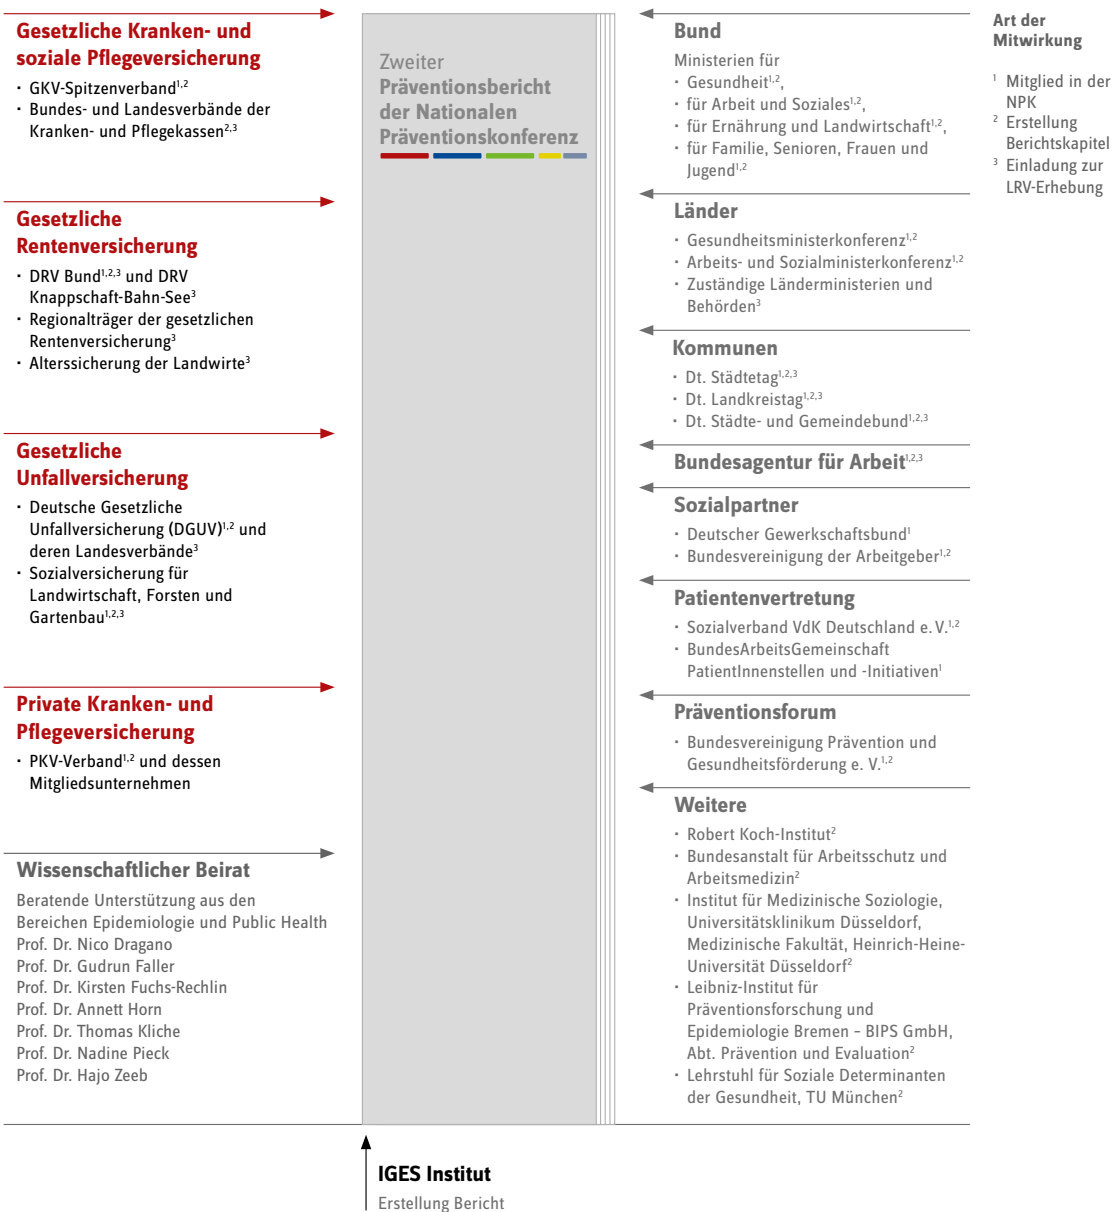 Gesetzliche Kranken- und
soziale Pflegeversicherung
· GKV-Spitzenverband1,2
· Bundes- und Landesverbände der
Kranken- und Pflegekassen2,3
Gesetzliche
Rentenversicherung
· DRV Bund1,2,3 und DRV
Knappschaft-Bahn-See3
· Regionalträger der gesetzlichen
Rentenversicherung3
· Alterssicherung der Landwirte3
Gesetzliche
Unfallversicherung
· Deutsche Gesetzliche
Unfallversicherung (DGUV)1,2 und
deren Landesverbände3
· Sozialversicherung für
Landwirtschaft, Forsten und
Gartenbau1,2,3
Private Kranken- und
Pflegeversicherung
· PKV-Verband1,2 und dessen
Mitgliedsunternehmen
Wissenschaftlicher Beirat
Beratende Unterstützung aus den
Bereichen Epidemiologie und Public Health
Prof. Dr. Nico Dragano
Prof. Dr. Gudrun Faller
Prof. Dr. Kirsten Fuchs-Rechlin
Prof. Dr. Annett Horn
Prof. Dr. Thomas Kliche
Prof. Dr. Nadine Pieck
Prof. Dr. Hajo Zeeb
Zweiter
Präventionsbericht
der Nationalen
Präventionskonferenz
Bund
Ministerien für
· Gesundheit1,2,
· für Arbeit und Soziales1,2,
· für Ernährung und Landwirtschaft1,2,
· für Familie, Senioren, Frauen und
Jugend1,2
Länder
· Gesundheitsministerkonferenz1,2
· Arbeits- und Sozialministerkonferenz1,2
· Zuständige Länderministerien und
Behörden3
Kommunen
· Dt. Städtetag1,2,3
· Dt. Landkreistag1,2,3
· Dt. Städte- und Gemeindebund1,2,3
Bundesagentur für Arbeit1,2,3
Sozialpartner
· Deutscher Gewerkschaftsbund1
· Bundesvereinigung der Arbeitgeber1,2
Patientenvertretung
· Sozialverband VdK Deutschland e. V.1,2
· BundesArbeitsGemeinschaft
PatientInnenstellen und -Initiativen1
Präventionsforum
· Bundesvereinigung Prävention und
Gesundheitsförderung e. V.1,2
Weitere
· Robert Koch-Institut2
· Bundesanstalt für Arbeitsschutz und
Arbeitsmedizin2
· Institut für Medizinische Soziologie,
Universitätsklinikum Düsseldorf,
Medizinische Fakultät, Heinrich-Heine-
Universität Düsseldorf2
· Leibniz-Institut für
Präventionsforschung und
Epidemiologie Bremen – BIPS GmbH,
Abt. Prävention und Evaluation2
· Lehrstuhl für Soziale Determinanten
der Gesundheit, TU München2
Art der
Mitwirkung
1 Mitglied in der
NPK
2 Erstellung
Berichtskapitel
3 Einladung zur
LRV-Erhebung
IGES Institut
Erstellung Bericht